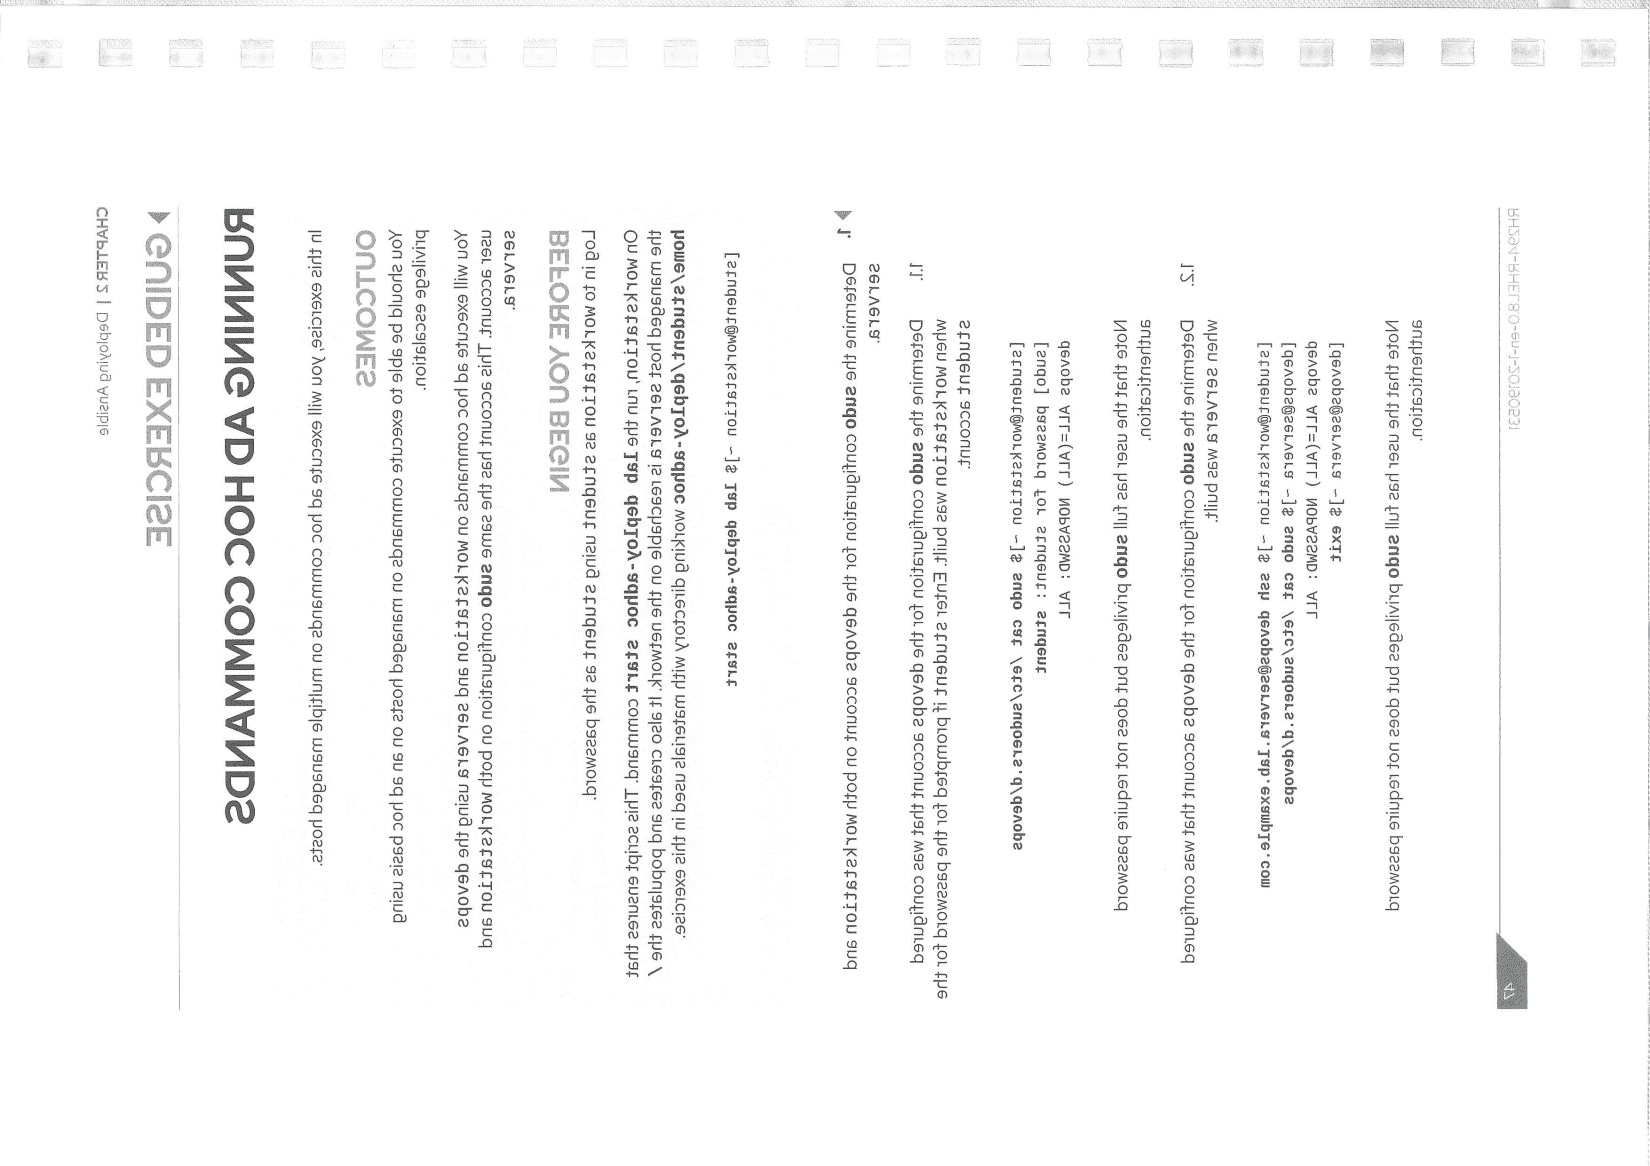 CHAPTER 2 | Deploying Ansible
▶ GUIDED EXERCISE
RUNNING AD HOC COMMANDS
In this exercise, you will execute ad hoc commands on multiple managed hosts.
OUTCOMES
You should be able to execute commands on managed hosts on an ad hoc basis using
privilege escalation.
You will execute ad hoc commands on workstation and servera using the devops
user account. This account has the same sudo configuration on both workstation and
servera.
BEFORE YOU BEGIN
Log in to workstation as student using student as the password.
On workstation, run the lab deploy-adhoc start command. This script ensures that
the managed host servera is reachable on the network. It also creates and populates the /
home/student/deploy-adhoc working directory with materials used in this exercise.
[student@workstation ~]$ lab deploy-adhoc start
▶ 1. Determine the sudo configuration for the devops account on both workstation and
servera.
1.1. Determine the sudo configuration for the devops account that was configured
when workstation was built. Enter student if prompted for the password for the
student account.
[student@workstation ~]$ sudo cat /etc/sudoers.d/devops
[sudo] password for student: student
devops ALL=(ALL) NOPASSWD: ALL
Note that the user has full sudo privileges but does not require password
authentication.
1.2. Determine the sudo configuration for the devops account that was configured
when servera was built.
[student@workstation ~]$ ssh devops@servera.lab.example.com
[devops@servera ~]$ sudo cat /etc/sudoers.d/devops
devops ALL=(ALL) NOPASSWD: ALL
[devops@servera ~]$ exit
Note that the user has full sudo privileges but does not require password
authentication.
RH294-RHEL8.0-en-1-20190531
47